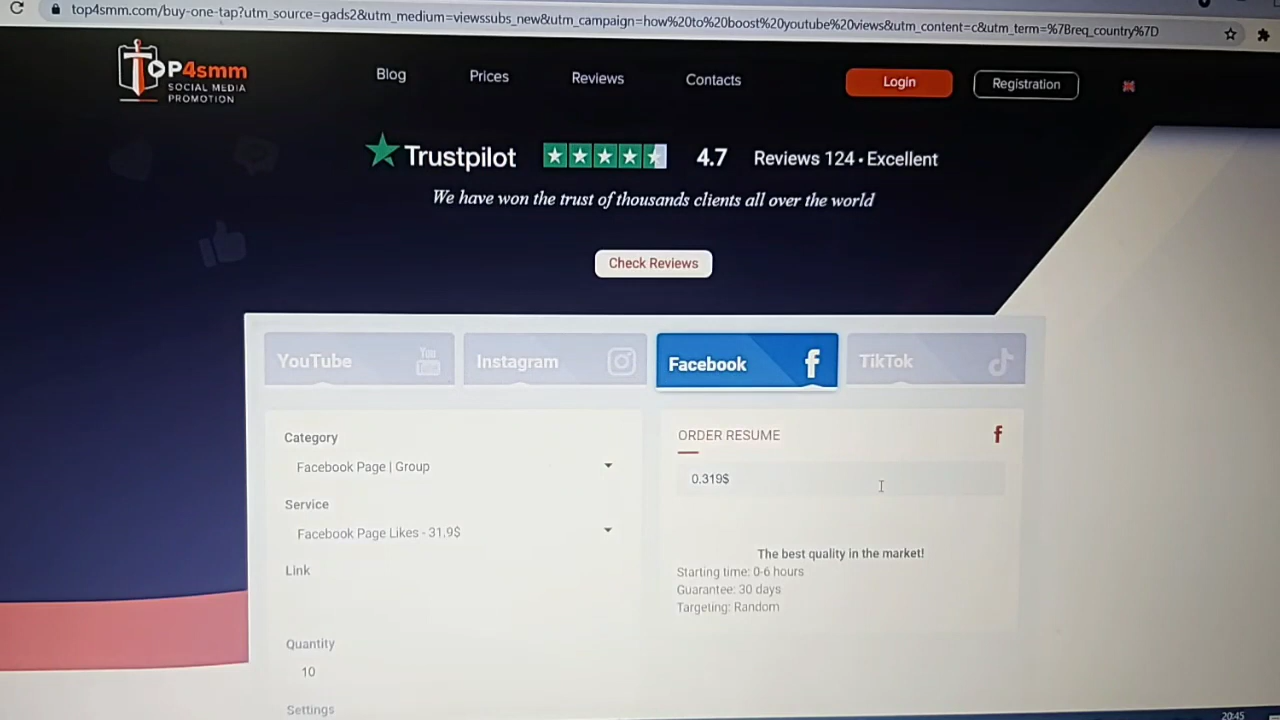 top4smm.com/buy-one-tap?utm_source=gads2&utm_medium=viewssubs_new&utm_campaign=how%20to%20boost%20youtube%20views&utm_content=c&utm_term=%7Breq_country%7D
TOP4smm
SOCIAL MEDIA
PROMOTION
Blog
Prices
Reviews
Contacts
Login
Registration
Trustpilot
4.7
Reviews 124 • Excellent
We have won the trust of thousands clients all over the world
Check Reviews
YouTube
You
Instagram
Facebook
TikTok
Category
Facebook Page | Group
Service
Facebook Page Likes - 31.9$
Link
Quantity
10
Settings
ORDER RESUME
0.319$
The best quality in the market!
Starting time: 0-6 hours
Guarantee: 30 days
Targeting: Random
20:45